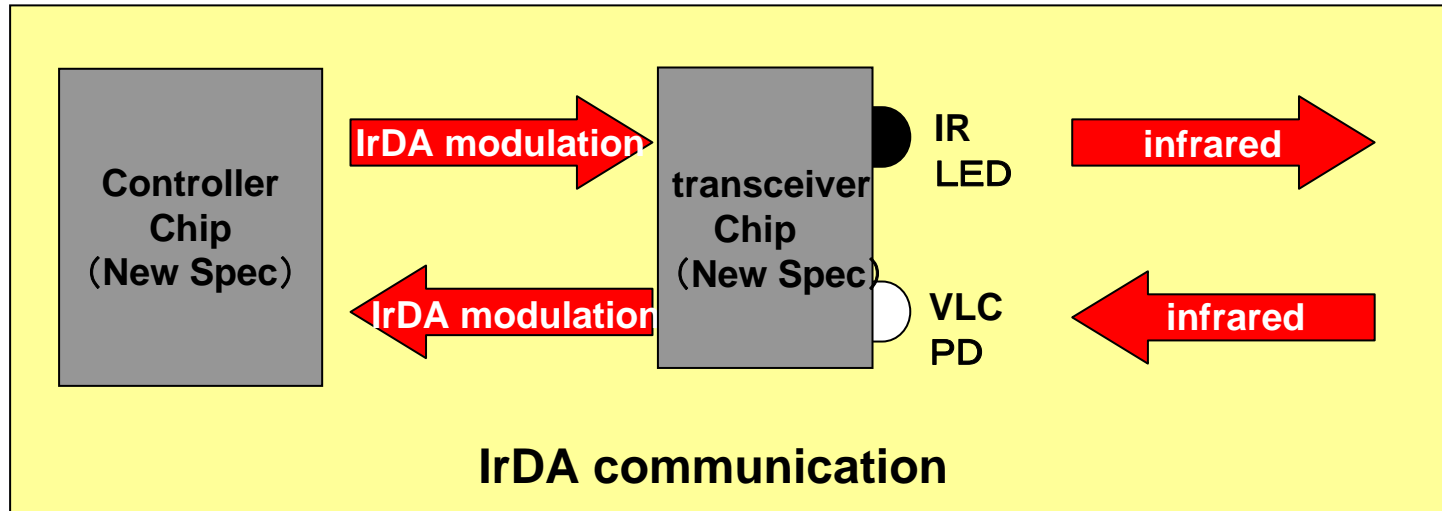 Controller
Chip
（New Spec）
IrDA modulation
IrDA modulation
transceiver
Chip
（New Spec）
IR
LED
VLC
PD
infrared
infrared
IrDA communication